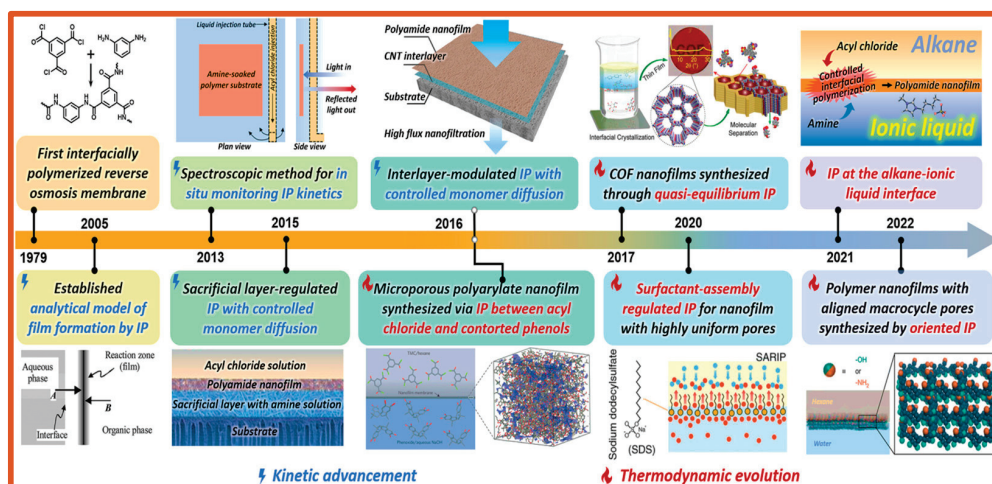 Cl
Cl
Cl
H₂N
NH₂
+
First interfacially
polymerized reverse
osmosis membrane
Liquid injection tube
Amine-soaked
polymer substrate
Acyl chloride injection
Light in
Reflected
light out
Plan view
Side view
Spectroscopic method for in
situ monitoring IP kinetics
Polyamide nanofilm
CNT interlayer
Substrate
High flux nanofiltration
Interlayer-modulated IP with
controlled monomer diffusion
COF
Thin Film
Interfacial Crystallization
Molecular
Separation
COF nanofilms synthesized
through quasi-equilibrium IP
Acyl chloride
Alkane
Controlled
interfacial
polymerization
Polyamide nanofilm
Amine
Ionic liquid
IP at the alkane-ionic
liquid interface
1979
2005
2013
2015
2016
2017
2020
2021
2022
Established
analytical model of
film formation by IP
Aqueous
phase
A
Reaction zone
(film)
B
Interface
Organic phase
Sacrificial layer-regulated
IP with controlled
monomer diffusion
Acyl chloride solution
Polyamide nanofilm
Sacrificial layer with amine solution
Substrate
Microporous polyarylate nanofilm
synthesized via IP between acyl
chloride and contorted phenols
Surfactant-assembly
regulated IP for nanofilm
with highly uniform pores
Sodium dodecylsulfate
(SDS)
Na
SARIP
Polymer nanofilms with
aligned macrocycle pores
synthesized by oriented IP
= -OH
or
-NH₂
Hexane
Water
Kinetic advancement
Thermodynamic evolution